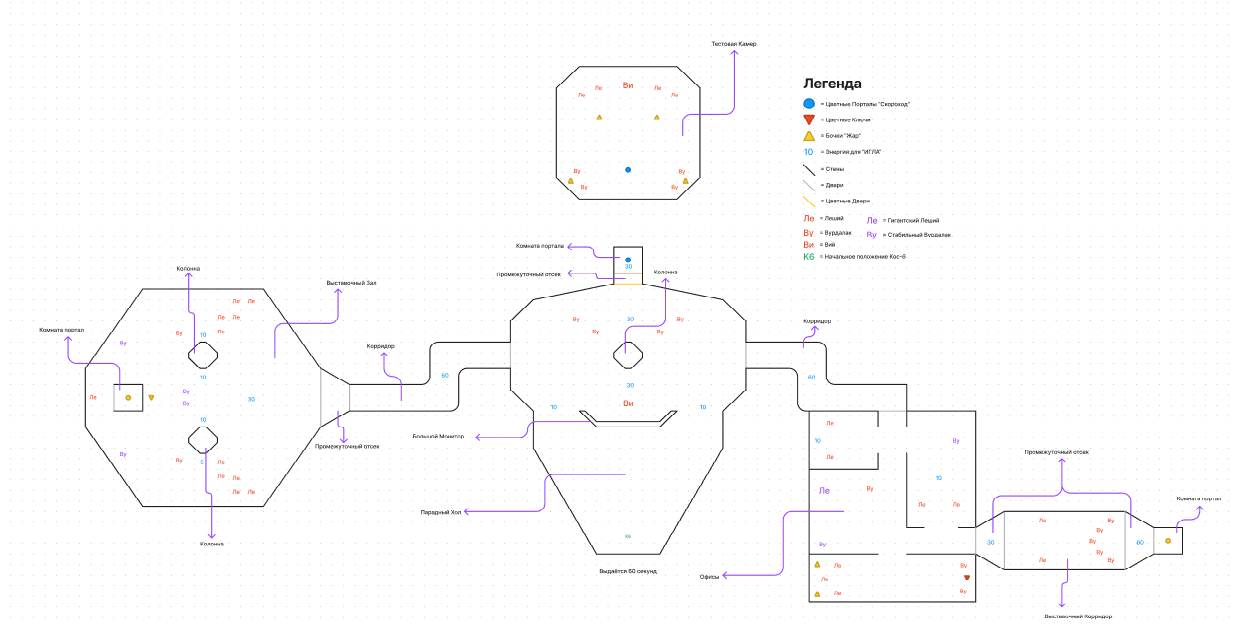 Тестовая Камер
Ле Ле Ви Ле Ле
Ву Ву
Ву Ву
Легенда
= Цветные Порталы "Скороход"
= Цветные Ключи
= Бочки "Жар"
10 = Энергия для "ИГЛА"
= Стены
= Двери
= Цветные Двери
Ле = Леший
Ле = Гигантский Леший
Ву = Вурдалак
Ву = Стабильный Вурдалак
Ви = Вий
К6 = Начальное положение Кос-6
Комната портала
30
Промежуточный отсек
Колонна
Колонна
Выставочный Зал
Комната портал
Корридор
Корридор
Ле Ле
Ле Ле
Ву 10 Ле
Ву
10
Ле
Ву
Ву
30
10
Ву
Ву Ле
Ле Ле
Ле Ле
Колонна
Промежуточный отсек
60
Ву 30 Ву
Ву Ву
30
10 Ви 10
Большой Монитор
Парадный Хол
К6
Выдаётся 60 секунд
60
Ле
10
Ле
Ву
10
Ле Ву
Ле Ле
Ву
Ле Ву
Ле
Ле Ву
Офисы
Промежуточный отсек
Комната портал
30
Ле Ву
Ву
Ву
Ву
Ле Ву
60
Выставочный Корридор